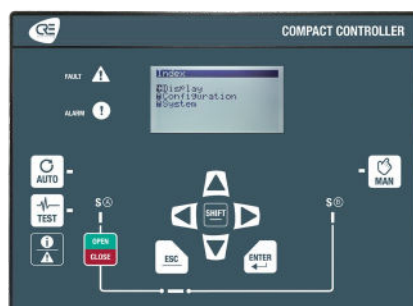 CRE
COMPACT CONTROLLER
FAULT
ALARM
Index
Display
Configuration
System
AUTO
TEST
MAN
S A
S B
OPEN
CLOSE
SHIFT
ESC
ENTER